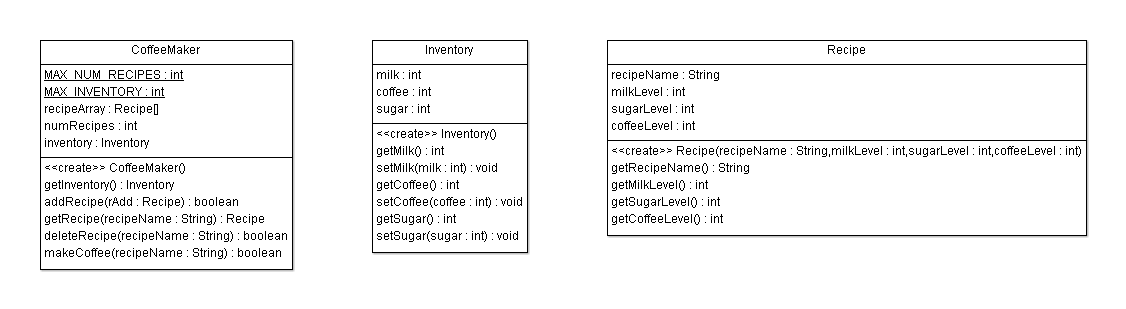 CoffeeMaker
MAX_NUM_RECIPES : int
MAX_INVENTORY : int
recipeArray : Recipe[]
numRecipes : int
inventory : Inventory
<<create>> CoffeeMaker()
getInventory() : Inventory
addRecipe(rAdd : Recipe) : boolean
getRecipe(recipeName : String) : Recipe
deleteRecipe(recipeName : String) : boolean
makeCoffee(recipeName : String) : boolean
Inventory
milk : int
coffee : int
sugar : int
<<create>> Inventory()
getMilk() : int
setMilk(milk : int) : void
getCoffee() : int
setCoffee(coffee : int) : void
getSugar() : int
setSugar(sugar : int) : void
Recipe
recipeName : String
milkLevel : int
sugarLevel : int
coffeeLevel : int
<<create>> Recipe(recipeName : String,milkLevel : int,sugarLevel : int,coffeeLevel : int)
getRecipeName() : String
getMilkLevel() : int
getSugarLevel() : int
getCoffeeLevel() : int